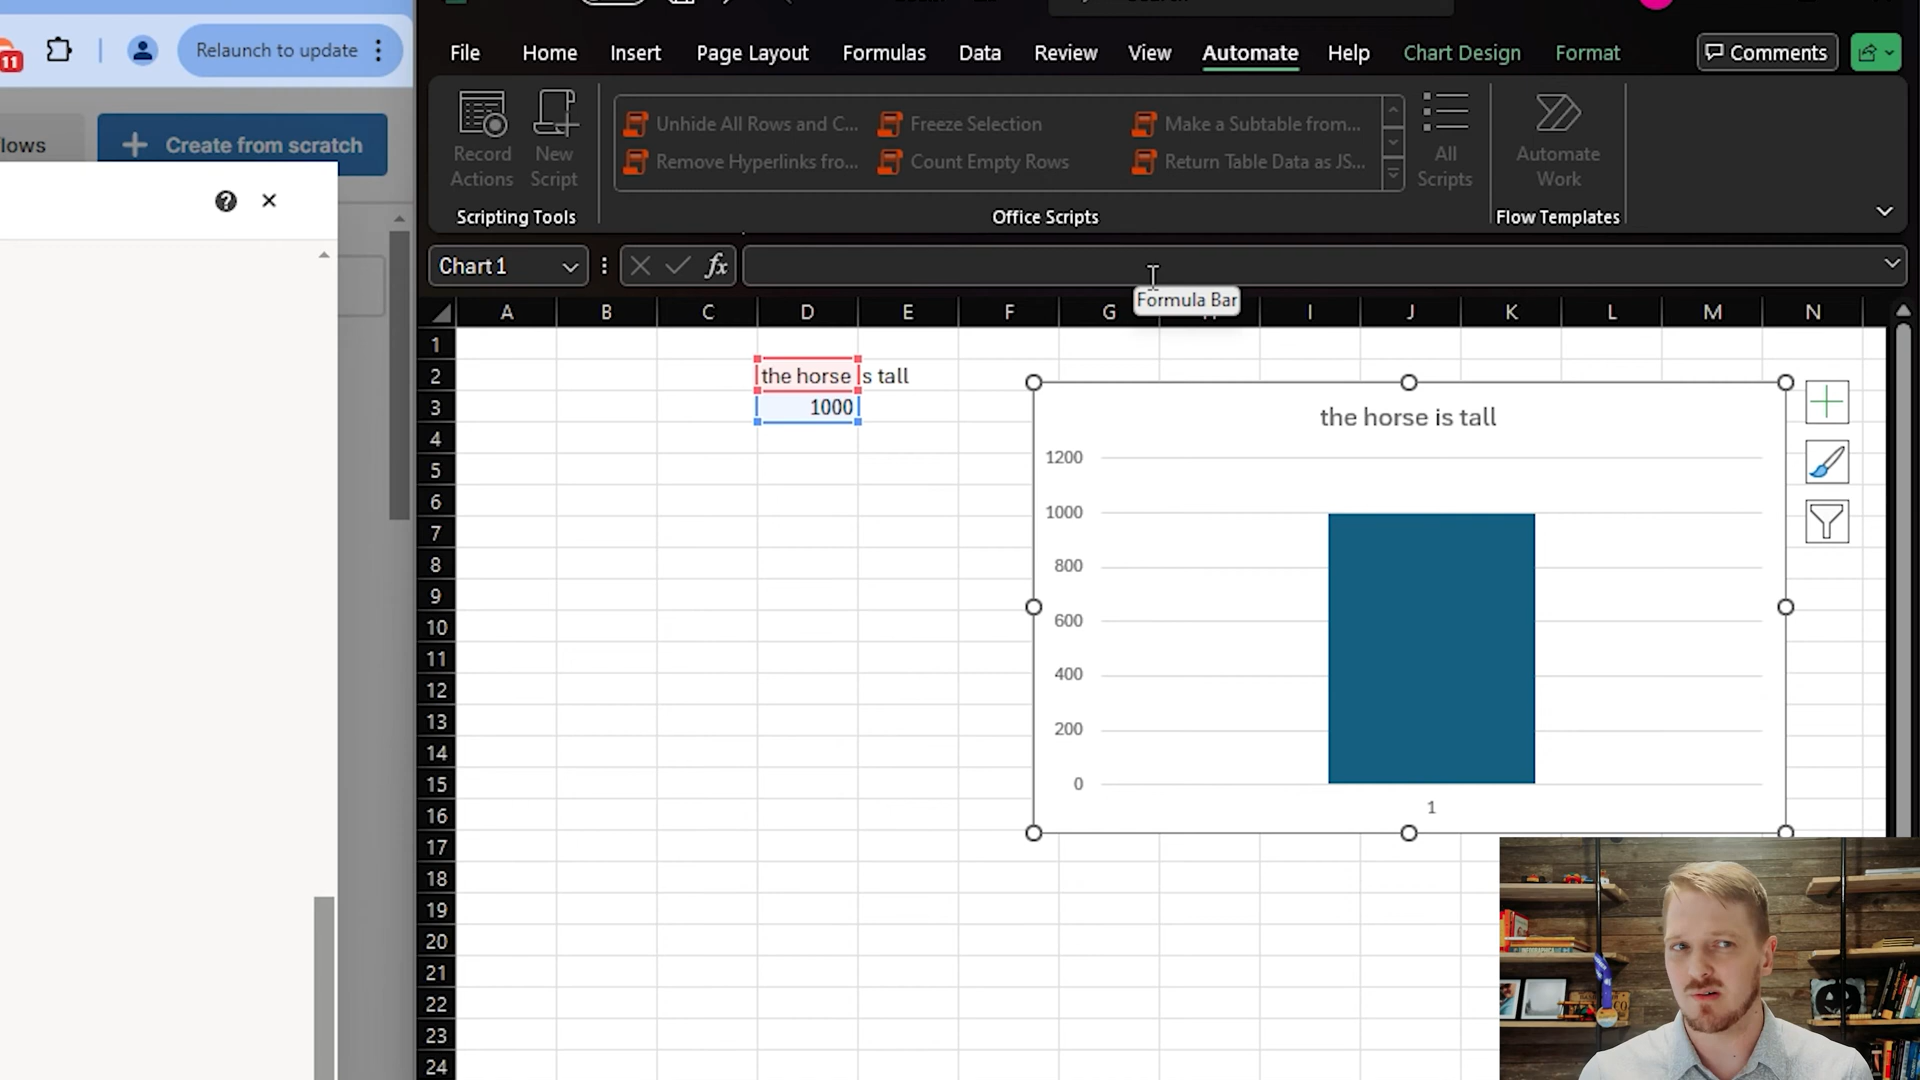 11
Relaunch to update
lows
Create from scratch
File Home Insert Page Layout Formulas Data Review View Automate Help Chart Design Format Comments
Record Actions
New Script
Unhide All Rows and C... Freeze Selection Make a Subtable from...
Remove Hyperlinks fro... Count Empty Rows Return Table Data as JS...
All Scripts
Automate Work
Scripting Tools Office Scripts Flow Templates
Chart 1
fx
Formula Bar
A B C D E F G I J K L M N
1
2 the horse is tall
3 1000
4
5
6
7
8
9
10
11
12
13
14
15
16
17
18
19
20
21
22
23
24
the horse is tall
1200
1000
800
600
400
200
0
1